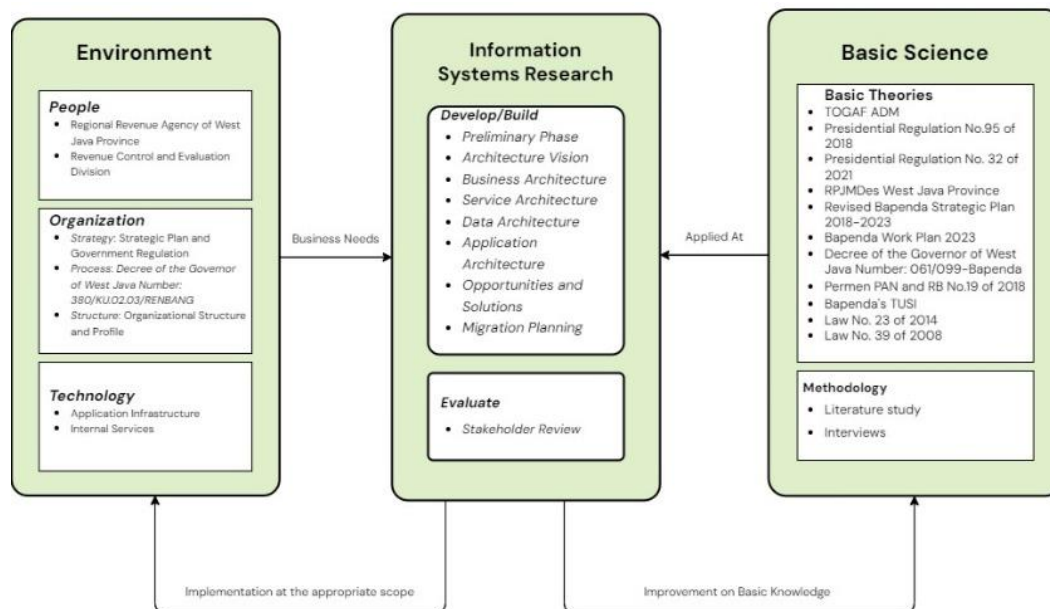 Environment
People
• Regional Revenue Agency of West
Java Province
• Revenue Control and Evaluation
Division
Organization
• Strategy: Strategic Plan and
Government Regulation
• Process: Decree of the Governor
of West Java Number:
380/KU.02.03/RENBANG
• Structure: Organizational Structure
and Profile
Technology
• Application Infrastructure
• Internal Services
Business Needs
Information
Systems Research
Develop/Build
• Preliminary Phase
• Architecture Vision
• Business Architecture
• Service Architecture
• Data Architecture
• Application
Architecture
• Opportunities and
Solutions
• Migration Planning
Evaluate
• Stakeholder Review
Applied At
Basic Science
Basic Theories
• TOGAF ADM
• Presidential Regulation No.95 of
2018
• Presidential Regulation No. 32 of
2021
• RPJMDes West Java Province
• Revised Bapenda Strategic Plan
2018-2023
• Bapenda Work Plan 2023
• Decree of the Governor of West
Java Number: 061/099-Bapenda
• Permen PAN and RB No.19 of 2018
• Bapenda's TUSI
• Law No. 23 of 2014
• Law No. 39 of 2008
Methodology
• Literature study
• Interviews
Implementation at the appropriate scope
Improvement on Basic Knowledge